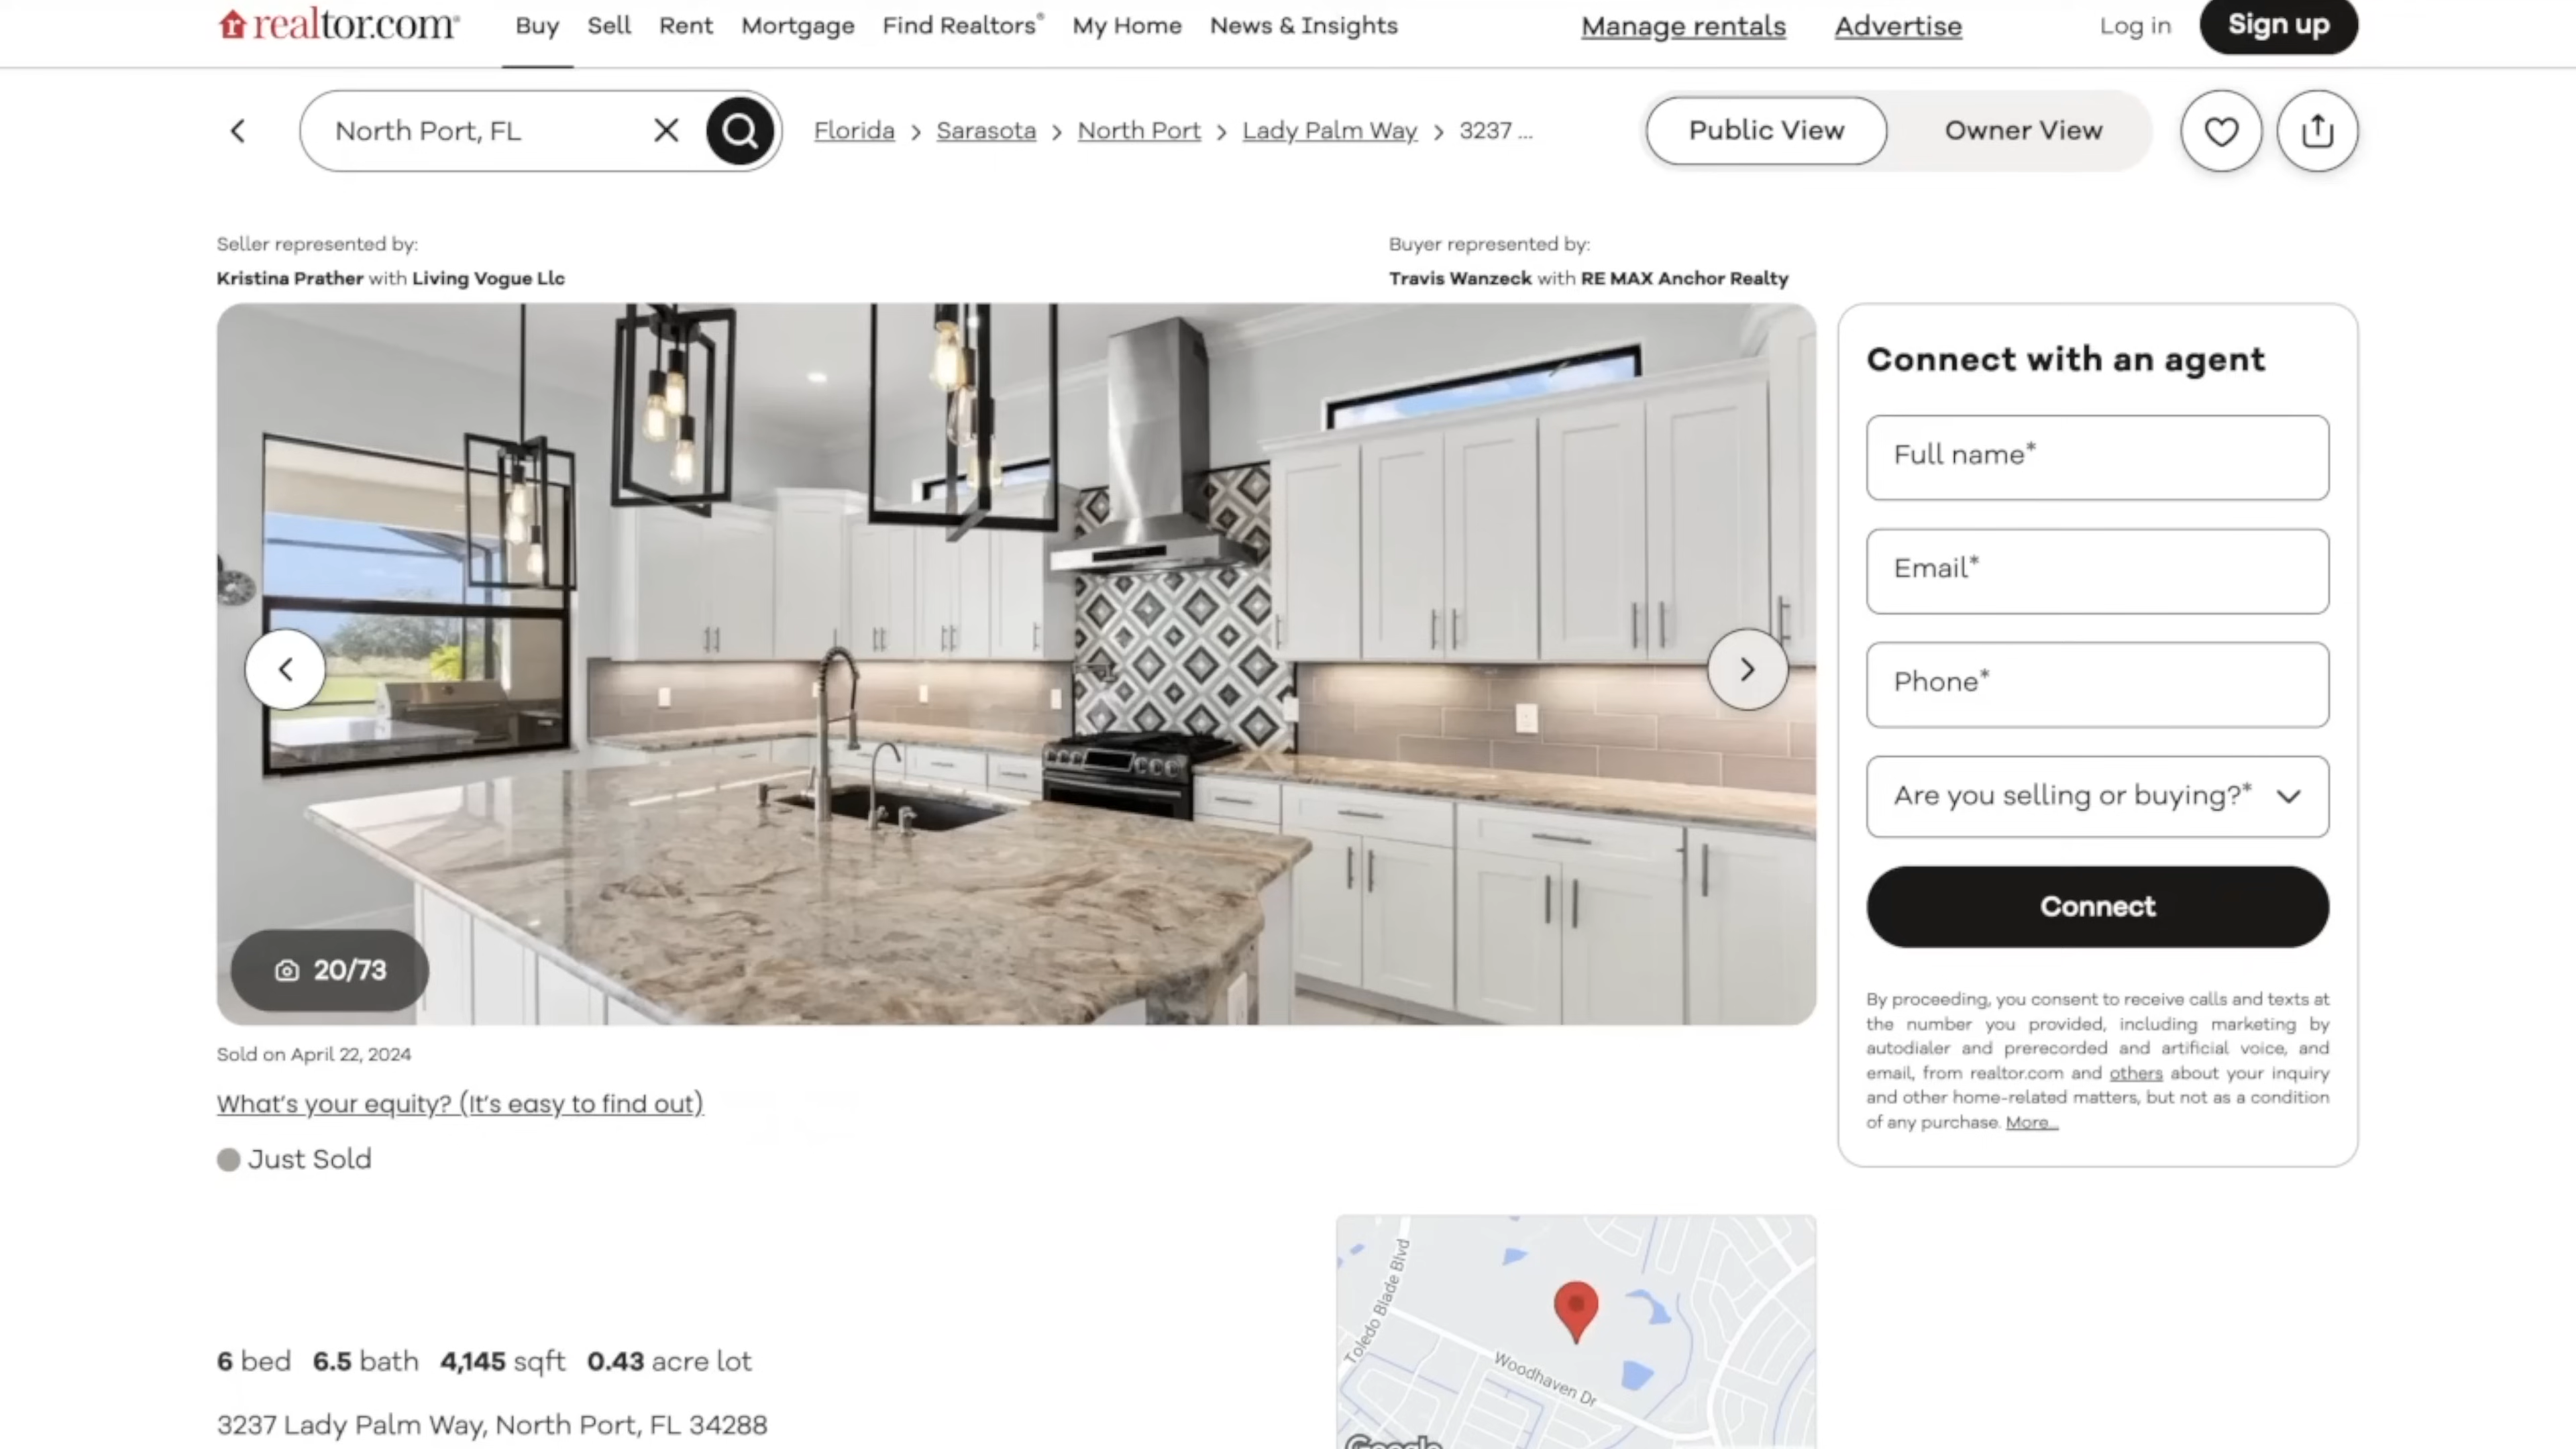 realtor.com®
Buy Sell Rent Mortgage Find Realtors® My Home News & Insights Manage rentals Advertise Log in Sign up
North Port, FL
Florida > Sarasota > North Port > Lady Palm Way > 3237 ...
Public View Owner View
Seller represented by:
Kristina Prather with Living Vogue Llc
Buyer represented by:
Travis Wanzeck with RE MAX Anchor Realty
20/73
Connect with an agent
Full name*
Email*
Phone*
Are you selling or buying?*
Connect
By proceeding, you consent to receive calls and texts at
the number you provided, including marketing by
autodialer and prerecorded and artificial voice, and
email, from realtor.com and others about your inquiry
and other home-related matters, but not as a condition
of any purchase. More...
Sold on April 22, 2024
What's your equity? (It's easy to find out)
Just Sold
6 bed 6.5 bath 4,145 sqft 0.43 acre lot
3237 Lady Palm Way, North Port, FL 34288
Toledo Blade Blvd
Woodhaven Dr
Google